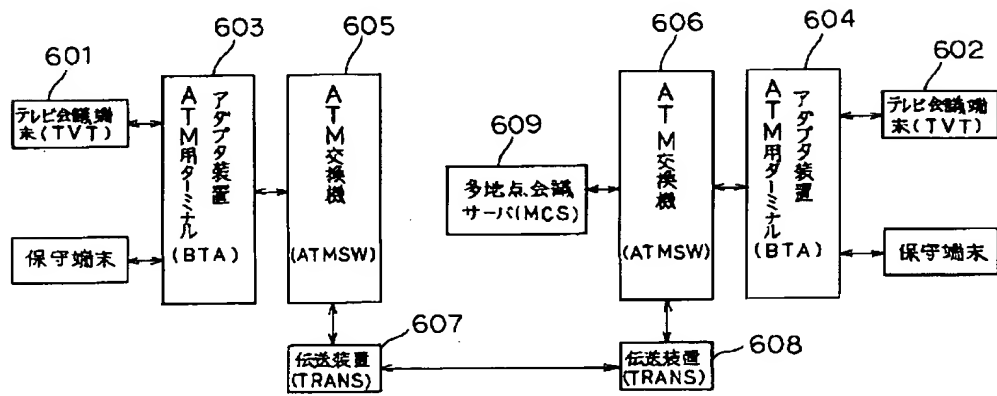 603
605
606
604
601
602
テレビ会議端
末(TVT)
ATM用ターミナル
アダプタ装置
(BTA)
ATM交換機
(ATMSW)
609
多地点会議
サーバ(MCS)
ATM交換機
(ATMSW)
ATM用ターミナル
アダプタ装置
(BTA)
テレビ会議端
末(TVT)
保守端末
保守端末
607
伝送装置
(TRANS)
伝送装置
(TRANS)
608